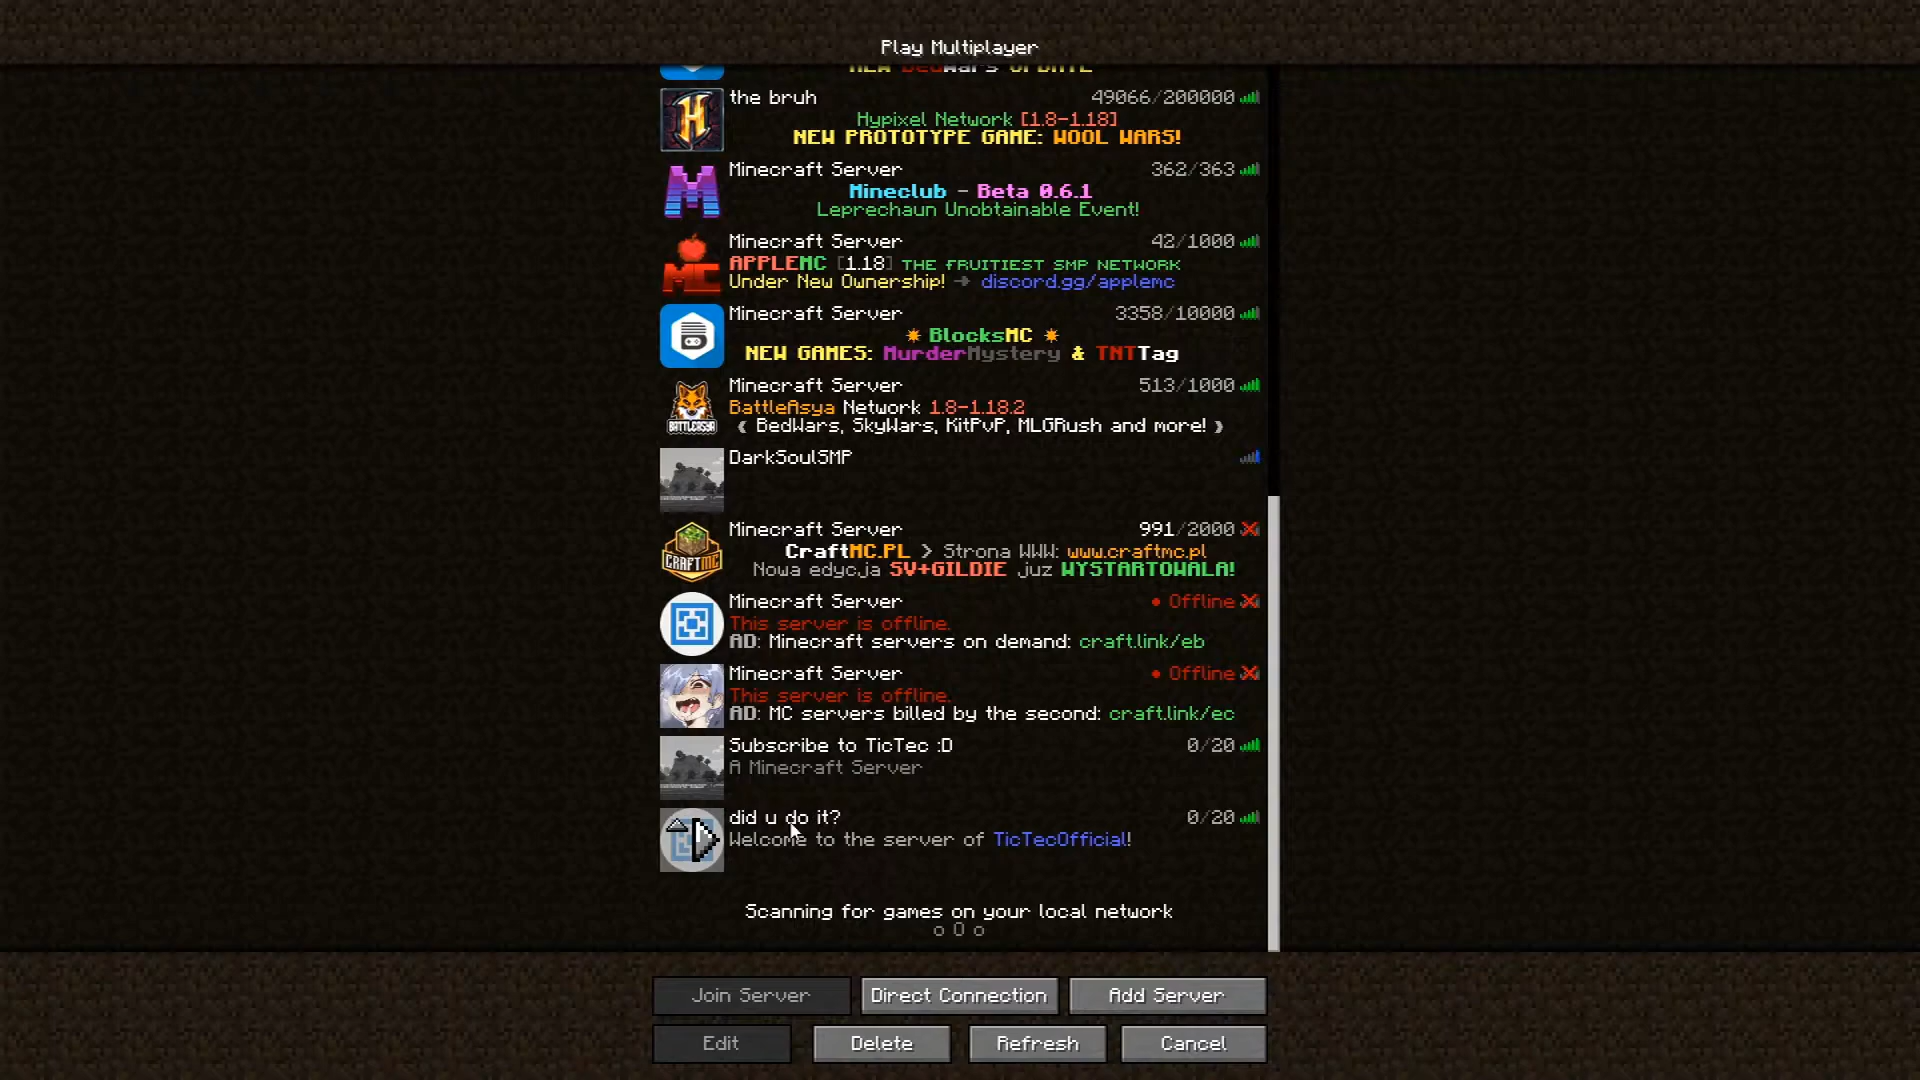 Play Multiplayer
NEW BedWars UPDATE
the bruh 49066/200000
Hypixel Network [1.8-1.18]
NEW PROTOTYPE GAME: WOOL WARS!
Minecraft Server 362/363
Mineclub - Beta 0.6.1
Leprechaun Unobtainable Event!
Minecraft Server 42/1000
APPLEMC [1.18] THE FRUITIEST SMP NETWORK
Under New Ownership! → discord.gg/applemc
MC
Minecraft Server 3358/10000
✴ BlocksMC ✴
NEW GAMES: MurderMystery & TNTTag
Minecraft Server 513/1000
BattleAsya Network 1.8-1.18.2
❰ BedWars, SkyWars, KitPvP, MLGRush and more! ❱
BATTLEASYA
DarkSoulSMP
Minecraft Server 991/2000
CraftMC.PL > Strona WWW: www.craftmc.pl
Nowa edycja SV+GILDIE juz WYSTARTOWALA!
CRAFTMC
Minecraft Server • Offline
This server is offline.
AD: Minecraft servers on demand: craft.link/eb
Minecraft Server • Offline
This server is offline.
AD: MC servers billed by the second: craft.link/ec
Subscribe to TicTec :D 0/20
A Minecraft Server
did u do it? 0/20
Welcome to the server of TicTecOfficial!
Scanning for games on your local network
o O o
Join Server Direct Connection Add Server
Edit Delete Refresh Cancel